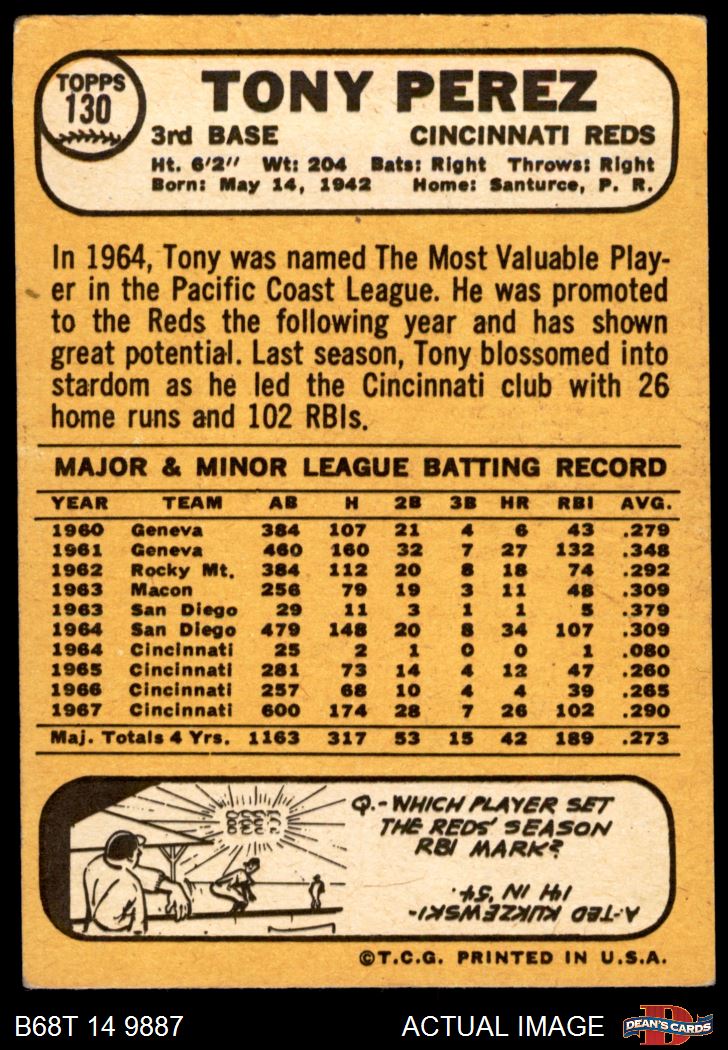 TOPPS
130
TONY PEREZ
3rd BASE CINCINNATI REDS
Ht. 6'2" Wt: 204 Bats: Right Throws: Right
Born: May 14, 1942 Home: Santurce, P. R.
In 1964, Tony was named The Most Valuable Play-
er in the Pacific Coast League. He was promoted
to the Reds the following year and has shown
great potential. Last season, Tony blossomed into
stardom as he led the Cincinnati club with 26
home runs and 102 RBIs.
MAJOR & MINOR LEAGUE BATTING RECORD
YEAR TEAM AB H 2B 3B HR RBI AVG.
1960 Geneva 384 107 21 4 6 43 .279
1961 Geneva 460 160 32 7 27 132 .348
1962 Rocky Mt. 384 112 20 8 18 74 .292
1963 Macon 256 79 19 3 11 48 .309
1963 San Diego 29 11 3 1 1 5 .379
1964 San Diego 479 148 20 8 34 107 .309
1964 Cincinnati 25 2 1 0 0 1 .080
1965 Cincinnati 281 73 14 4 12 47 .260
1966 Cincinnati 257 68 10 4 4 39 .265
1967 Cincinnati 600 174 28 7 26 102 .290
Maj. Totals 4 Yrs. 1163 317 53 15 42 189 .273
Q.-WHICH PLAYER SET
THE REDS' SEASON
RBI MARK?
A-TED KLUZEWSKI-
141 IN '54.
©T.C.G. PRINTED IN U.S.A.
B68T 14 9887 ACTUAL IMAGE
D
DEAN'S CARDS